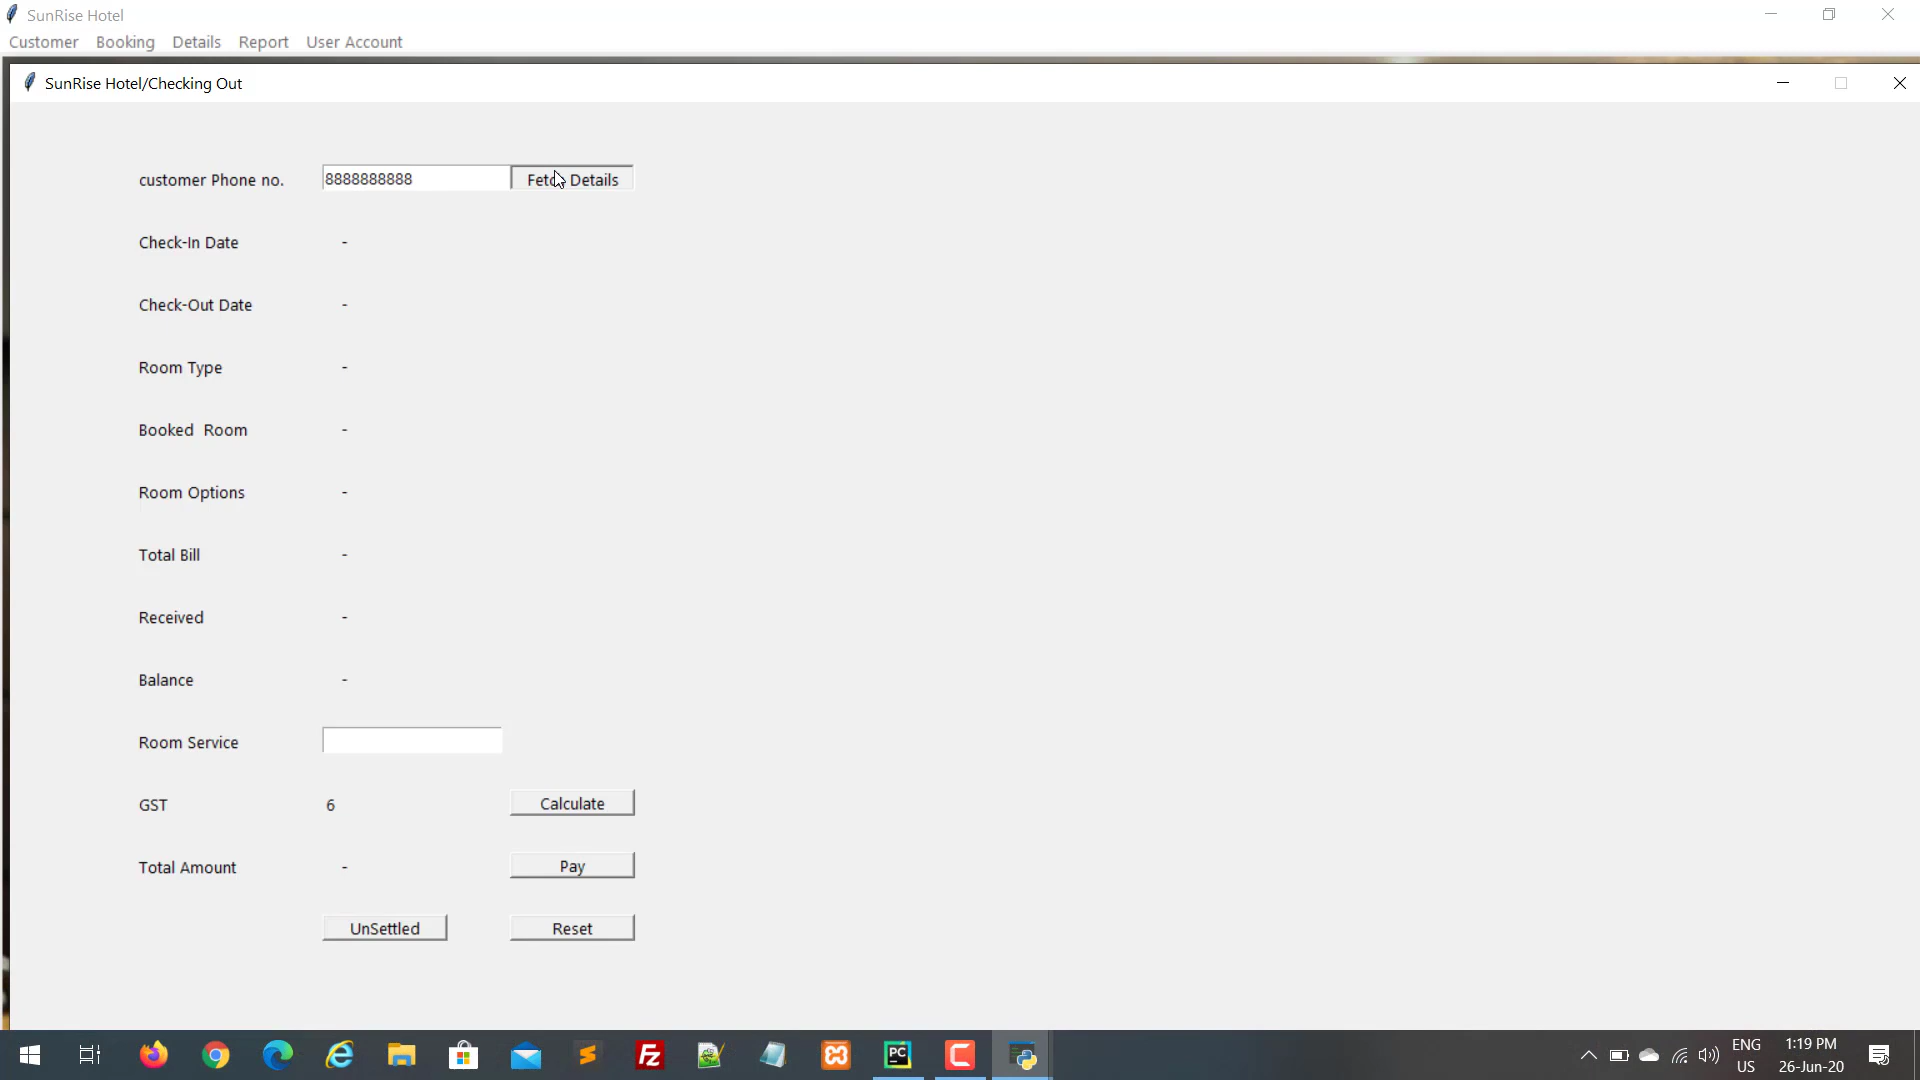 SunRise Hotel
Customer Booking Details Report User Account
SunRise Hotel/Checking Out
customer Phone no. 8888888888 Fetch Details
Check-In Date -
Check-Out Date -
Room Type -
Booked Room -
Room Options -
Total Bill -
Received -
Balance -
Room Service
GST 6 Calculate
Total Amount - Pay
UnSettled Reset
PC
ENG 1:19 PM
US 26-Jun-20